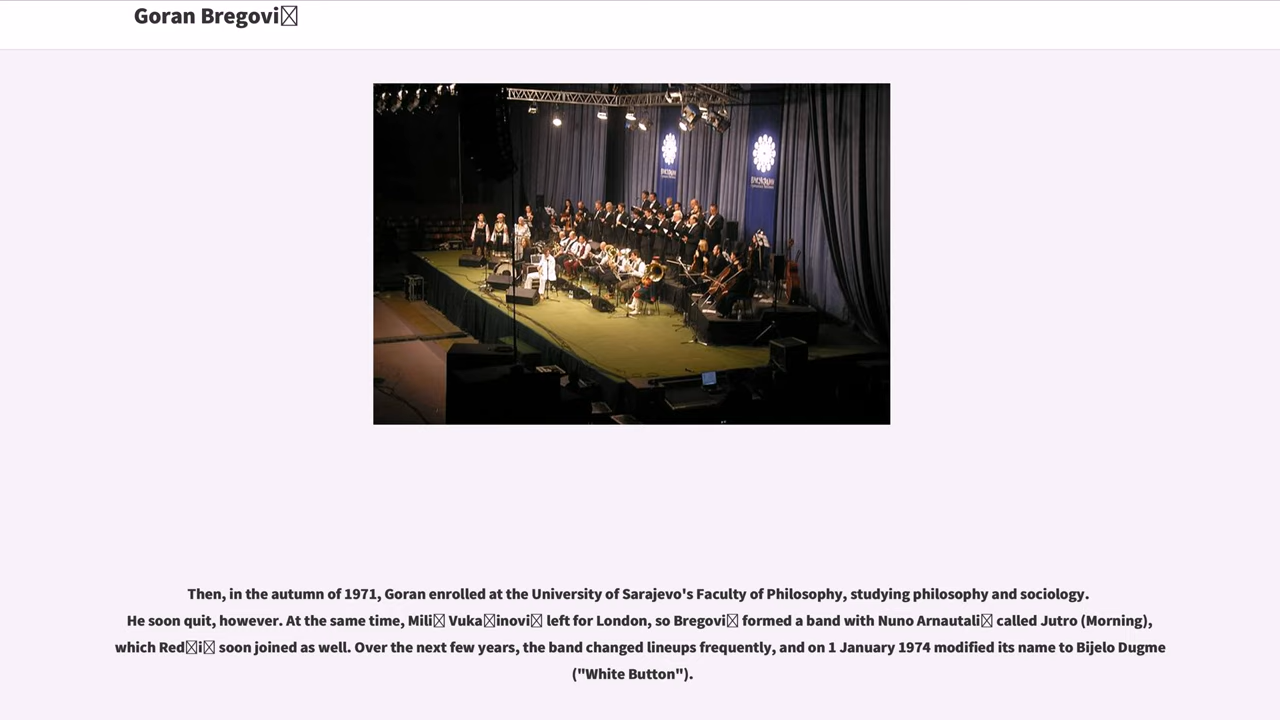 Goran Bregovi□
Then, in the autumn of 1971, Goran enrolled at the University of Sarajevo's Faculty of Philosophy, studying philosophy and sociology.
He soon quit, however. At the same time, Mili□ Vuka□inovi□ left for London, so Bregovi□ formed a band with Nuno Arnautali□ called Jutro (Morning),
which Red□i□ soon joined as well. Over the next few years, the band changed lineups frequently, and on 1 January 1974 modified its name to Bijelo Dugme
("White Button").